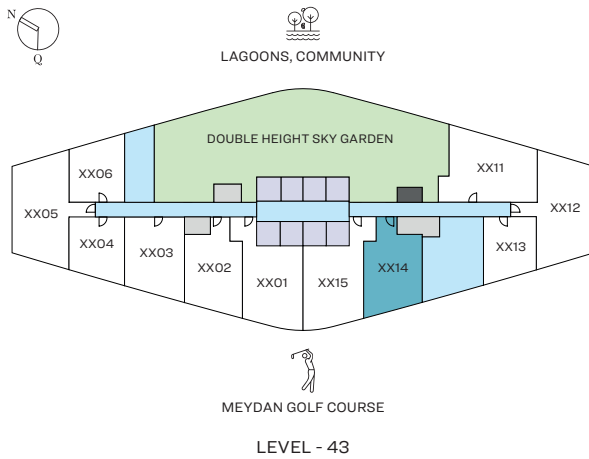 N
Q
LAGOONS, COMMUNITY
DOUBLE HEIGHT SKY GARDEN
XX06
XX11
XX05
XX12
XX04
XX03
XX02
XX01
XX15
XX14
XX13
MEYDAN GOLF COURSE
LEVEL - 43